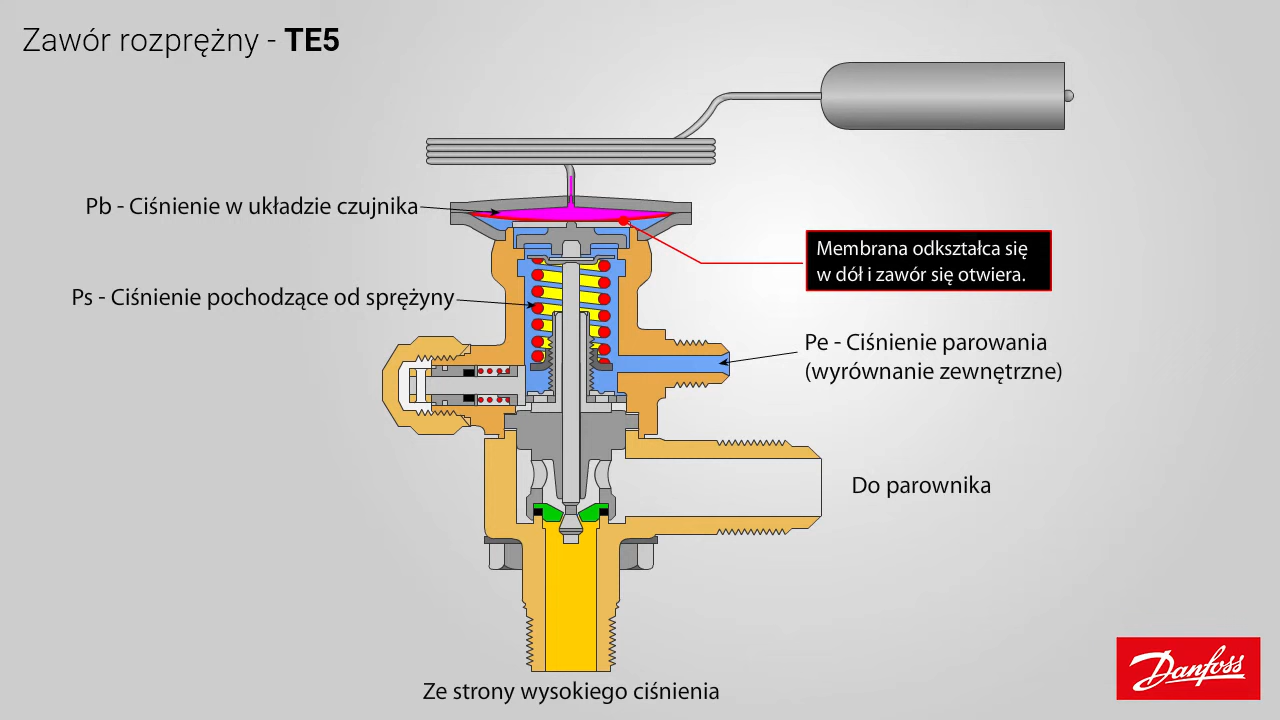 Zawór rozprężny - TE5
Pb - Ciśnienie w układzie czujnika
Membrana odkształca się
w dół i zawór się otwiera.
Ps - Ciśnienie pochodzące od sprężyny
Pe - Ciśnienie parowania
(wyrównanie zewnętrzne)
Do parownika
Ze strony wysokiego ciśnienia
Danfoss